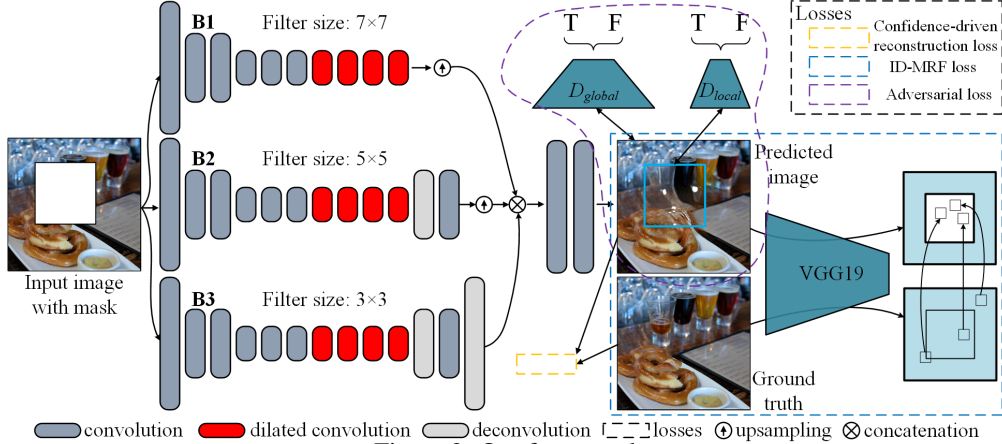 B1
Filter size: 7×7
B2
Filter size: 5×5
B3
Filter size: 3×3
Input image
with mask
T F
T F
D_global
D_local
Losses
Confidence-driven
reconstruction loss
ID-MRF loss
Adversarial loss
Predicted
image
VGG19
Ground
truth
convolution
dilated convolution
deconvolution
losses
upsampling
concatenation